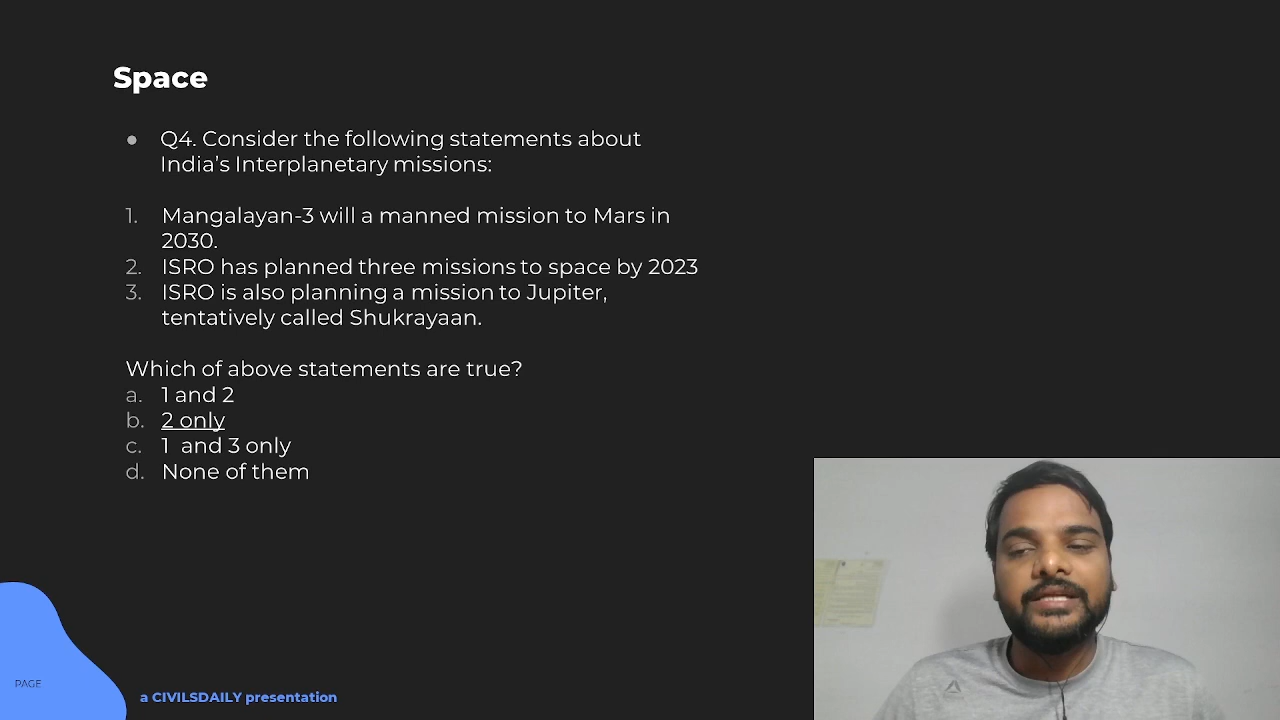 Space
● Q4. Consider the following statements about
India's Interplanetary missions:
1. Mangalayan-3 will a manned mission to Mars in
2030.
2. ISRO has planned three missions to space by 2023
3. ISRO is also planning a mission to Jupiter,
tentatively called Shukrayaan.
Which of above statements are true?
a. 1 and 2
b. 2 only
c. 1 and 3 only
d. None of them
PAGE
a CIVILSDAILY presentation